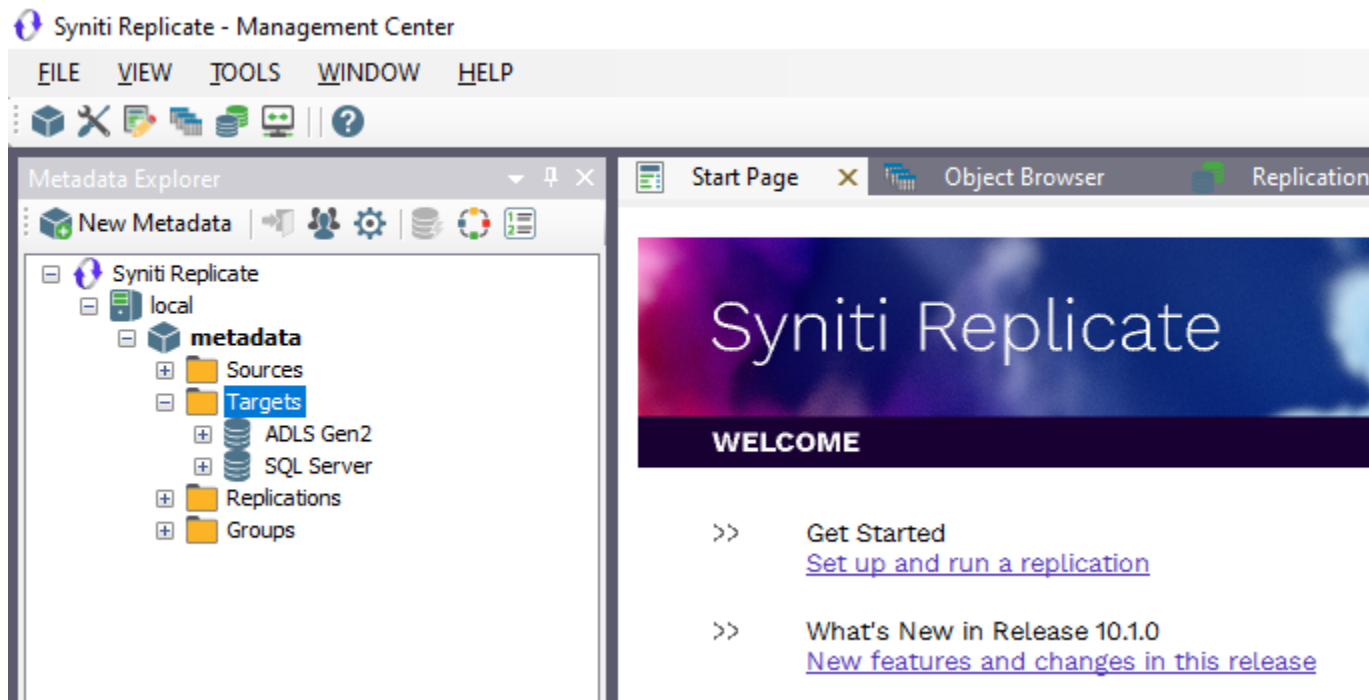 Syniti Replicate - Management Center
FILE VIEW TOOLS WINDOW HELP
Metadata Explorer
Start Page
Object Browser
Replication
New Metadata
Syniti Replicate
local
metadata
Sources
Targets
ADLS Gen2
SQL Server
Replications
Groups
Syniti Replicate
WELCOME
>> Get Started
Set up and run a replication
>> What's New in Release 10.1.0
New features and changes in this release